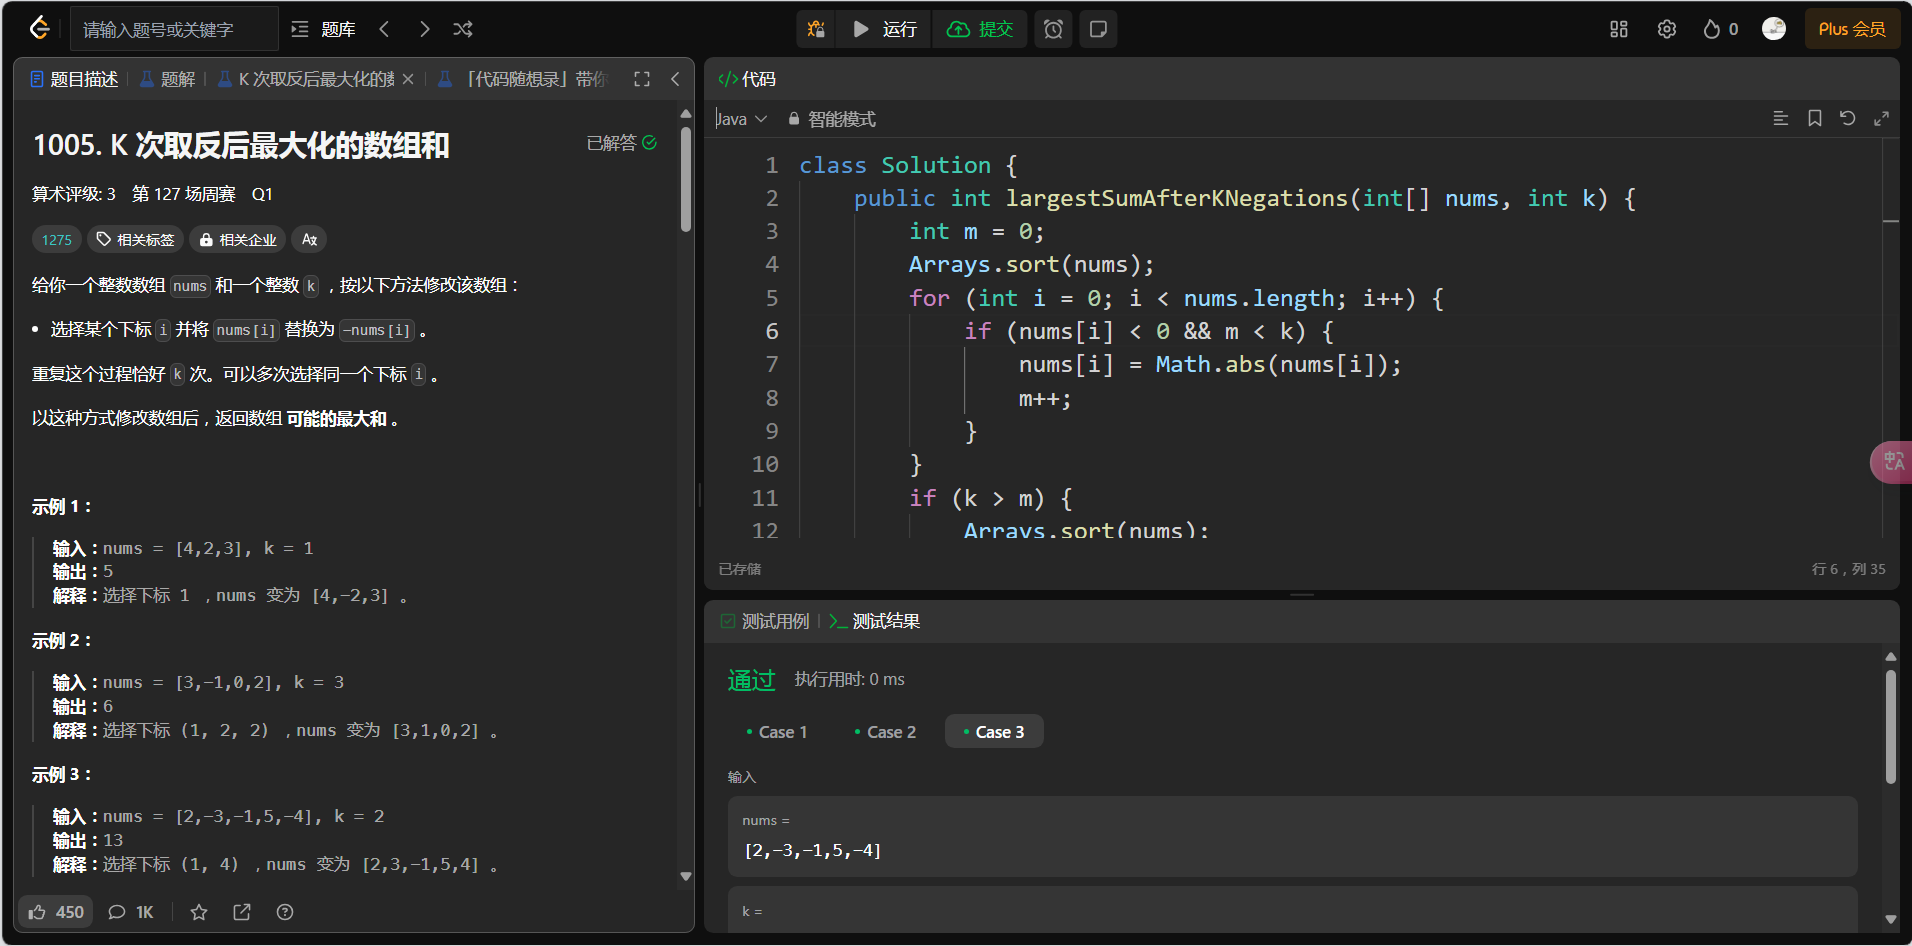 请输入题号或关键字
题库
运行
提交
0
Plus 会员
题目描述
题解
K 次取反后最大化的数
「代码随想录」带你
1005. K 次取反后最大化的数组和
已解答
算术评级: 3 第 127 场周赛 Q1
1275 相关标签 相关企业
给你一个整数数组 nums 和一个整数 k ，按以下方法修改该数组：
• 选择某个下标 i 并将 nums[i] 替换为 -nums[i] 。
重复这个过程恰好 k 次。可以多次选择同一个下标 i 。
以这种方式修改数组后，返回数组 可能的最大和 。
示例 1：
输入：nums = [4,2,3], k = 1
输出：5
解释：选择下标 1 ，nums 变为 [4,-2,3] 。
示例 2：
输入：nums = [3,-1,0,2], k = 3
输出：6
解释：选择下标 (1, 2, 2) ，nums 变为 [3,1,0,2] 。
示例 3：
输入：nums = [2,-3,-1,5,-4], k = 2
输出：13
解释：选择下标 (1, 4) ，nums 变为 [2,3,-1,5,4] 。
450
1K
</> 代码
Java
智能模式
1 class Solution {
2 public int largestSumAfterKNegations(int[] nums, int k) {
3 int m = 0;
4 Arrays.sort(nums);
5 for (int i = 0; i < nums.length; i++) {
6 if (nums[i] < 0 && m < k) {
7 nums[i] = Math.abs(nums[i]);
8 m++;
9 }
10 }
11 if (k > m) {
12 Arrays.sort(nums);
已存储
行 6，列 35
测试用例
>_ 测试结果
通过
执行用时: 0 ms
• Case 1
• Case 2
• Case 3
输入
nums =
[2,-3,-1,5,-4]
k =